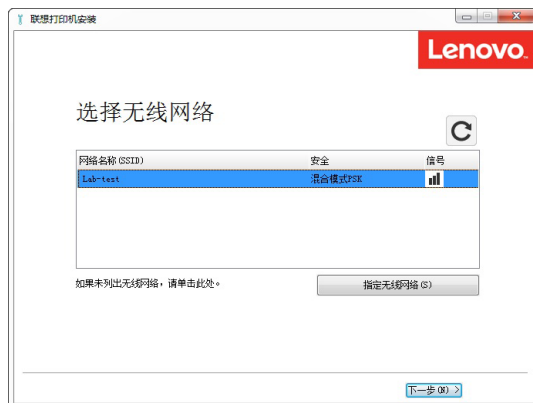 联想打印机安装
Lenovo
选择无线网络
网络名称(SSID) 安全 信号
Lab-test 混合模式PSK
如果未列出无线网络，请单击此处。 指定无线网络(S)
下一步(N) >